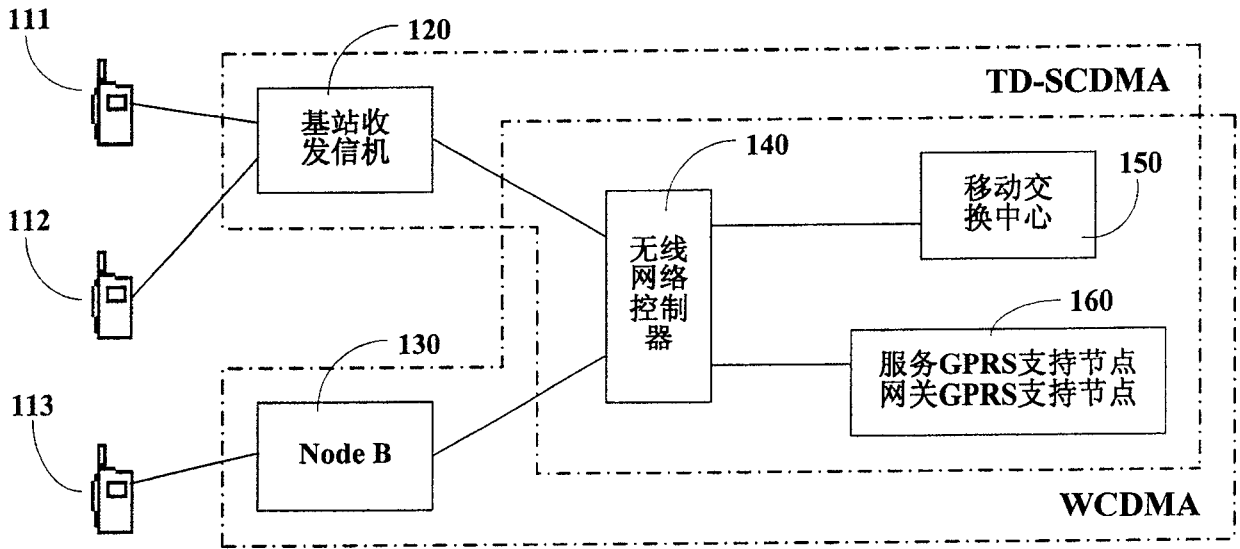 111
120
TD-SCDMA
基站收
发信机
140
移动交
换中心
150
112
无线
网络
控制
器
160
130
服务GPRS支持节点
网关GPRS支持节点
113
Node B
WCDMA